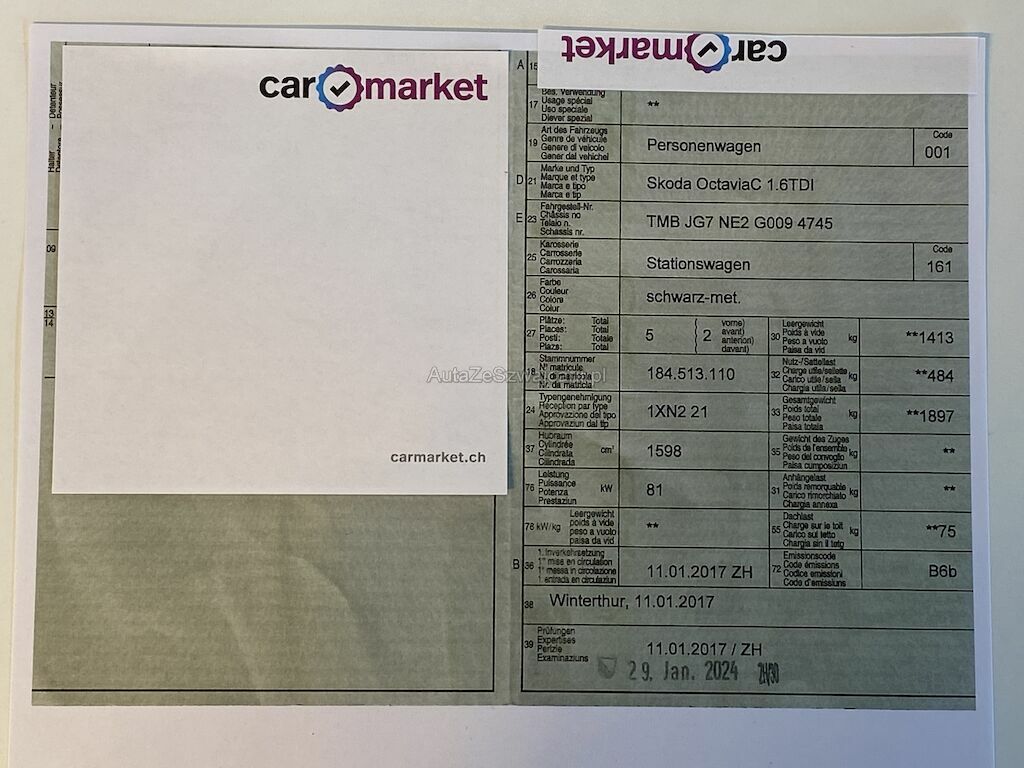 car market
carmarket.ch
car market
AutaZeSzwajcarii.pl
Halter - Détenteur
09
13
14
A 15
17 Bes. Verwendung
Usage spécial
Uso speciale
Diever spezial
**
19 Art des Fahrzeugs
Genre de véhicule
Genere di veicolo
Gener dal vehichel
Personenwagen
Code
001
D 21 Marke und Typ
Marque et type
Marca e tipo
Marca e tip
Skoda OctaviaC 1.6TDI
E 23 Fahrgestell-Nr.
Châssis no
Telaio n.
Schassis nr.
TMB JG7 NE2 G009 4745
25 Karosserie
Carrosserie
Carrozzeria
Carossaria
Stationswagen
Code
161
26 Farbe
Couleur
Colore
Colur
schwarz-met.
27 Plätze: Total
Places: Total
Posti: Totale
Plazs: Total
5 { 2 vorne)
avant)
anteriori)
davant)
30 Leergewicht
Poids à vide
Peso a vuoto
Paisa da vid
kg
**1413
18 Stammnummer
N° matricule
N. di matricola
Nr. da matricla
184.513.110
32 Nutz-/Sattellast
Charge utile/sellette
Carico utile/sella
Chargia utila/sella
kg
**484
24 Typengenehmigung
Réception par type
Approvazione del tipo
Approvaziun dal tip
1XN2 21
33 Gesamtgewicht
Poids total
Peso totale
Paisa totala
kg
**1897
37 Hubraum
Cylindrée
Cilindrata
Cilindrada
cm³
1598
35 Gewicht des Zuges
Poids de l'ensemble
Peso del convoglio
Paisa cumposiziun
kg
**
76 Leistung
Puissance
Potenza
Prestaziun
kW
81
31 Anhängelast
Poids remorquable
Carico rimorchiato
Chargia annexa
kg
**
78 kW/kg Leergewicht
poids à vide
peso a vuoto
paisa da vid
**
55 Dachlast
Charge sur le toit
Carico sul tetto
Chargia sin il tetg
kg
**75
B 36 1. Inverkehrsetzung
1re mise en circulation
1a messa in circolazione
1. entrada en circulaziun
11.01.2017 ZH
72 Emissionscode
Code émissions
Codice emissioni
Code d'emissiuns
B6b
38 Winterthur, 11.01.2017
39 Prüfungen
Expertises
Perizie
Examinaziuns
11.01.2017 / ZH
29. Jan. 2024 ZH/30